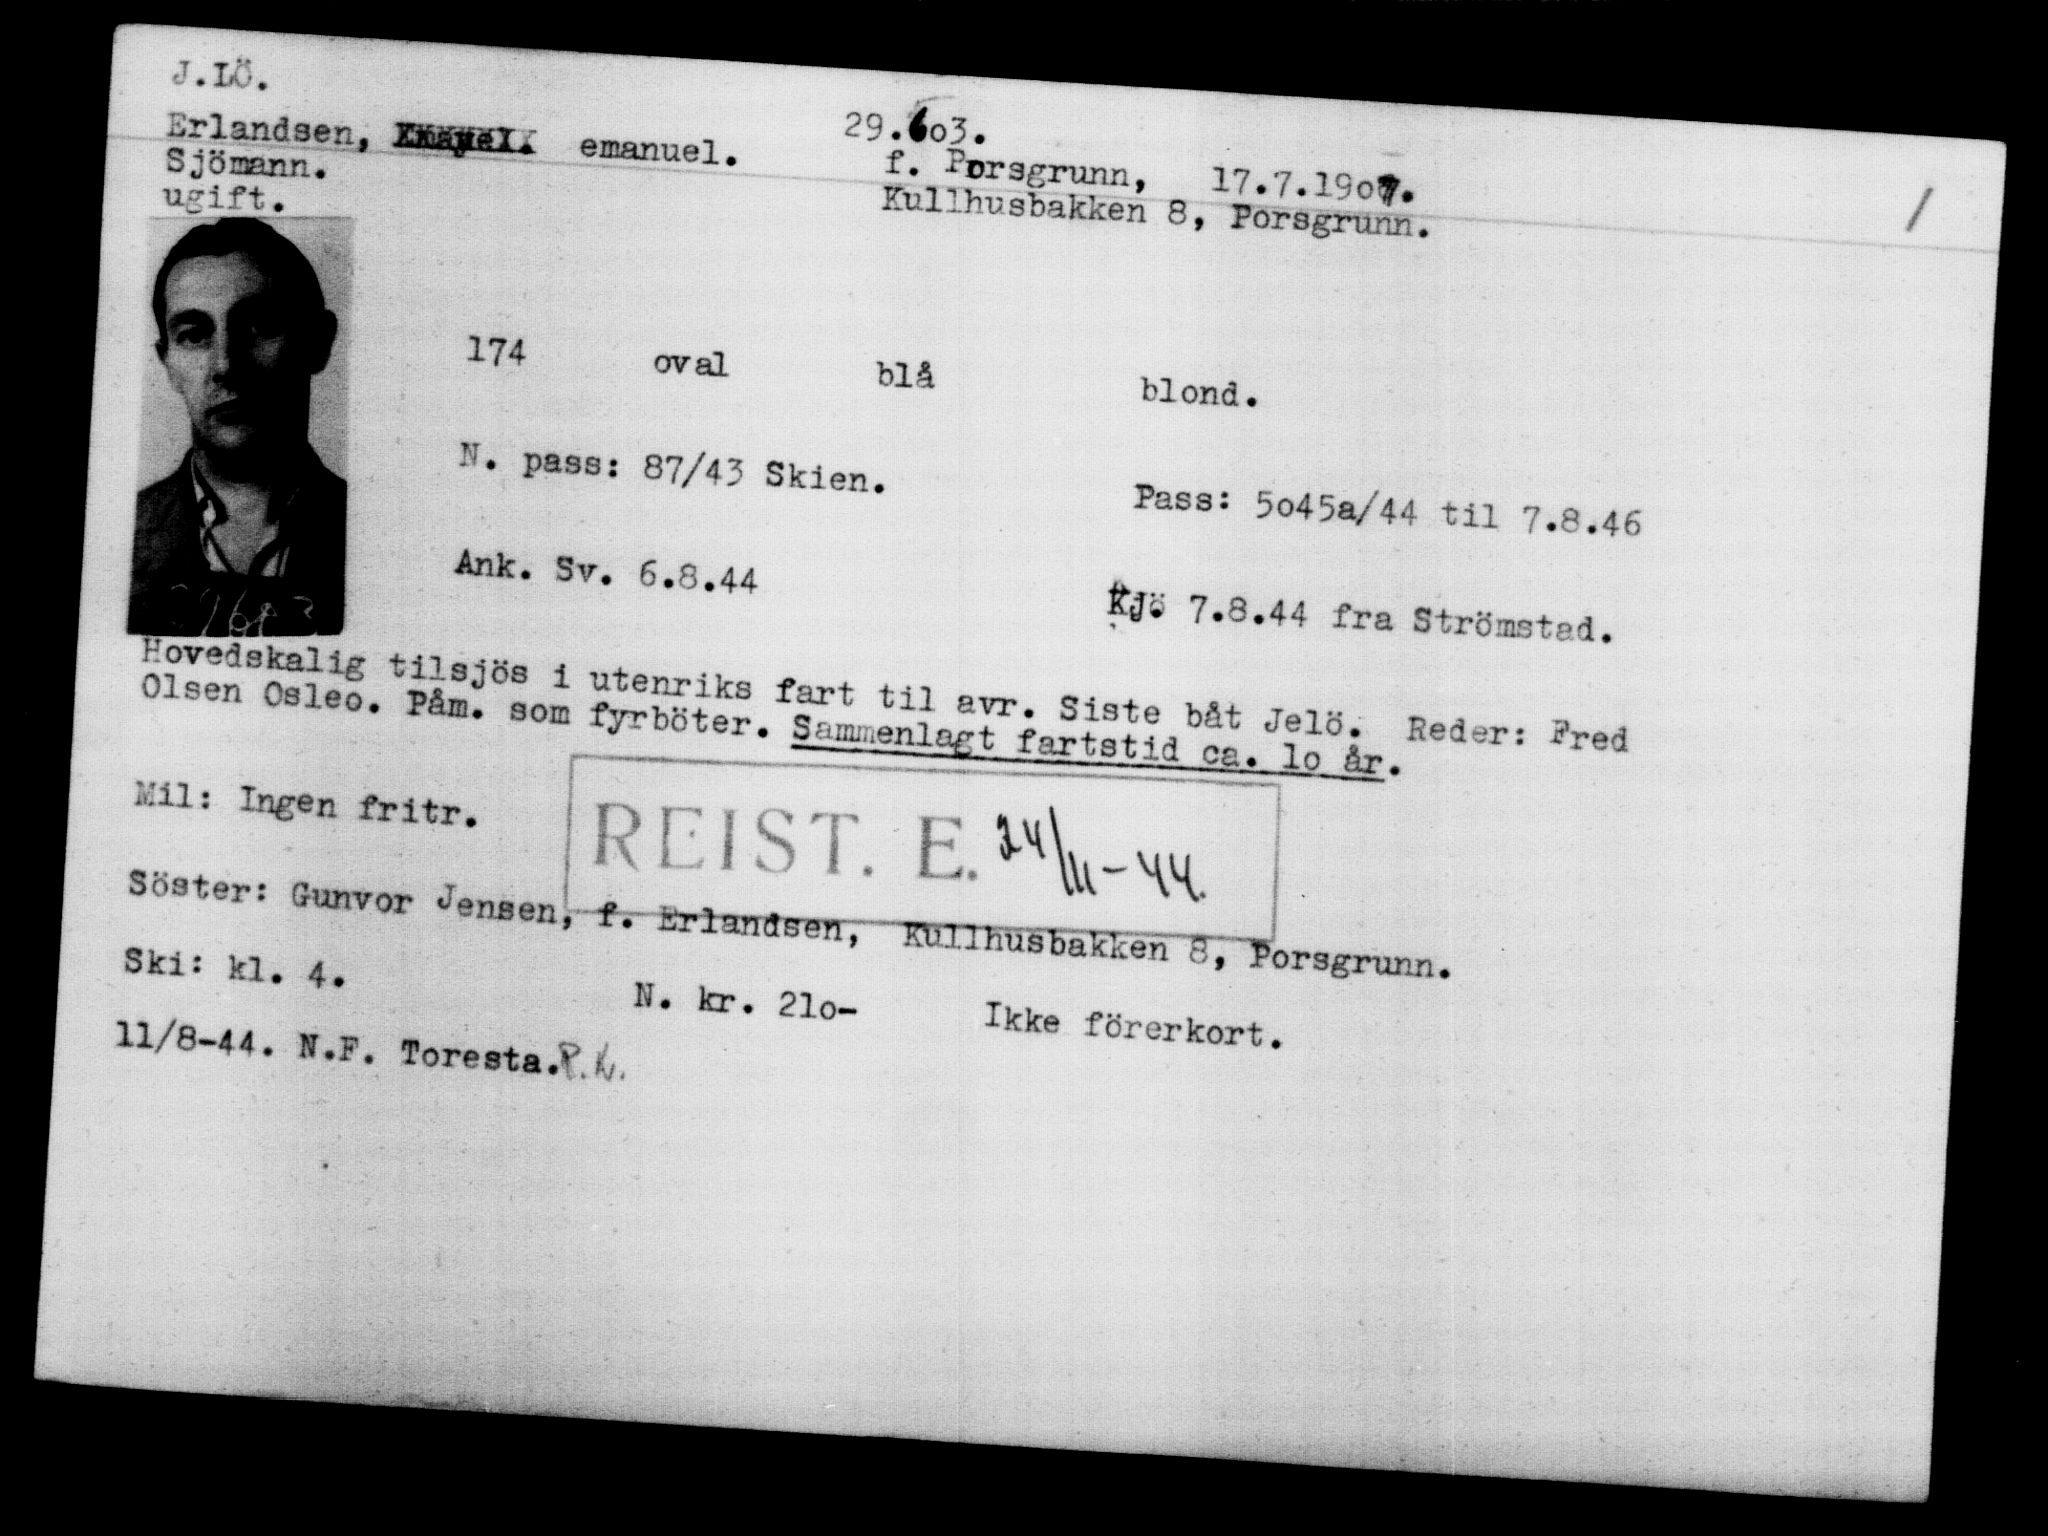 J.LÖ.
Erlandsen, emanuel. 29.603.
Sjömann. f. Porsgrunn, 17.7.1907.
ugift. Kullhusbakken 8, Porsgrunn.
/
174 oval blå blond.
N. pass: 87/43 Skien. Pass: 5o45a/44 til 7.8.46
Ank. Sv. 6.8.44 Kjö 7.8.44 fra Strömstad.
29603
Hovedskalig tilsjös i utenriks fart til avr. Siste båt Jelö. Reder: Fred
Olsen Osleo. Påm. som fyrböter. Sammenlagt fartstid ca. lo år.
Mil: Ingen fritr.
REIST. E. 24/11-44.
Söster: Gunvor Jensen, f. Erlandsen, Kullhusbakken 8, Porsgrunn.
Ski: kl. 4. N. kr. 2lo- Ikke förerkort.
11/8-44. N.F. Toresta.